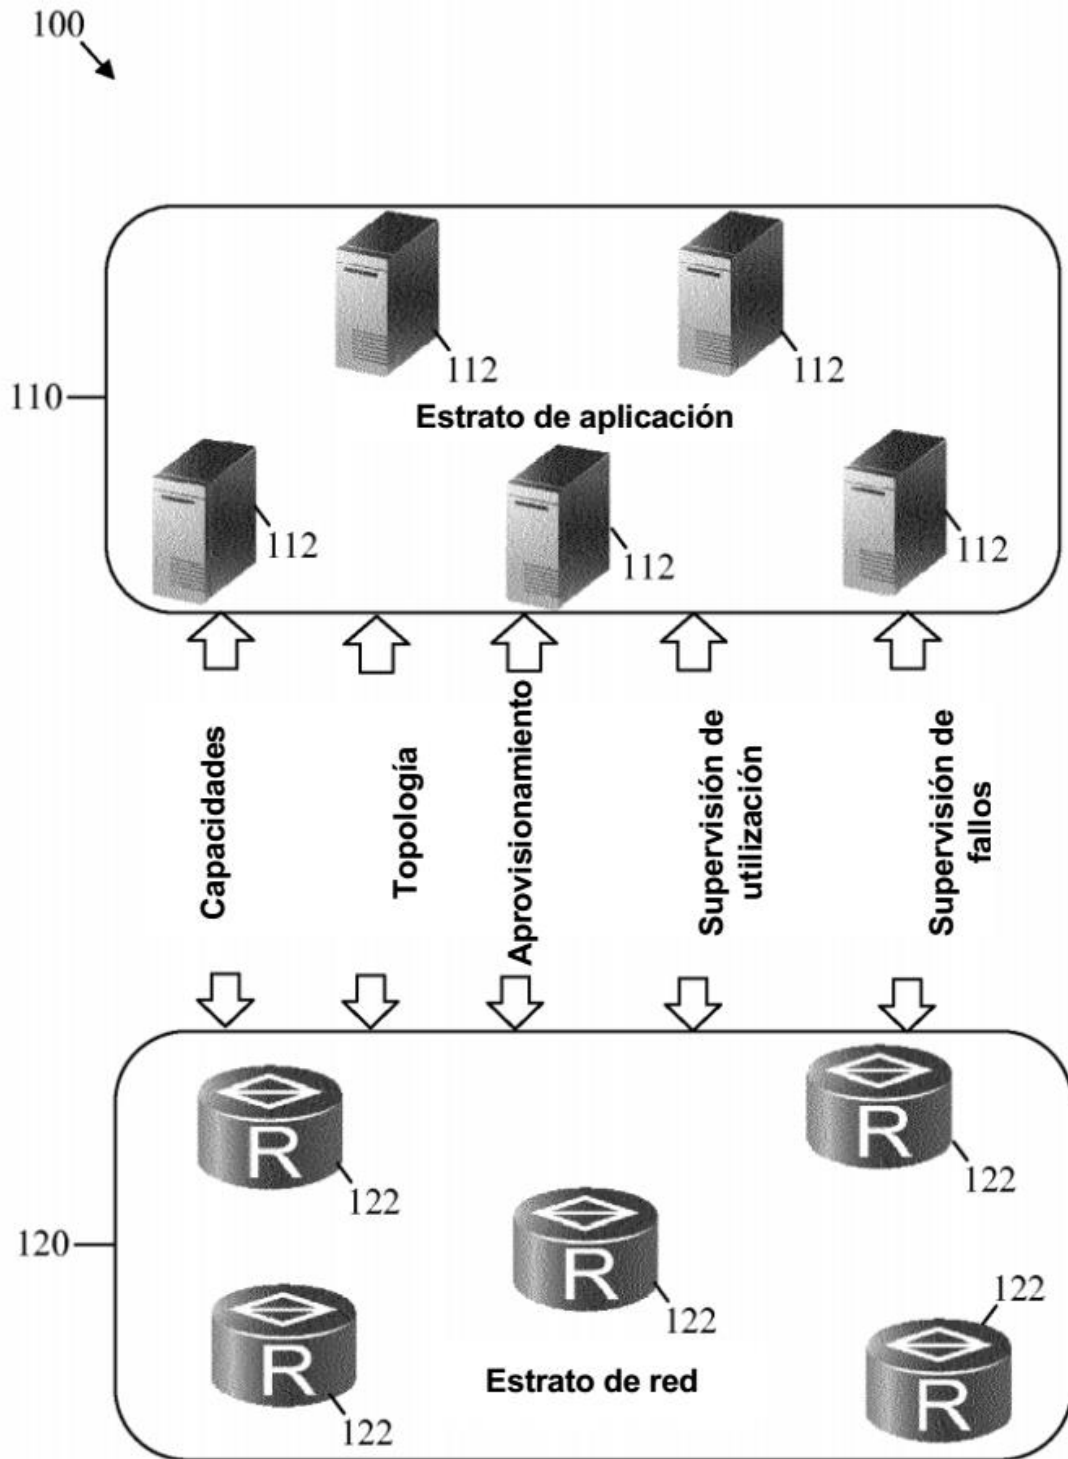 100
112
112
110
Estrato de aplicación
112
112
112
Capacidades
Topología
Aprovisionamiento
Supervisión de
utilización
Supervisión de
fallos
R
122
R
122
R
122
120
R
122
122
R
Estrato de red